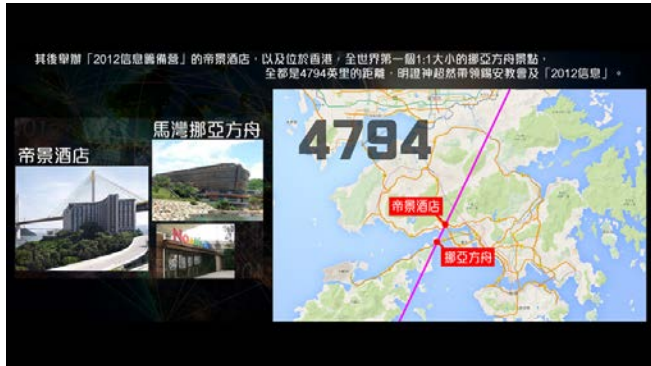 其後舉辦「2012信息籌備營」的帝景酒店，以及位於香港，全世界第一個1:1大小的挪亞方舟景點，
全都是4794英里的距離，明證神超然帶領錫安教會及「2012信息」。
馬灣挪亞方舟
帝景酒店
4794
帝景酒店
挪亞方舟